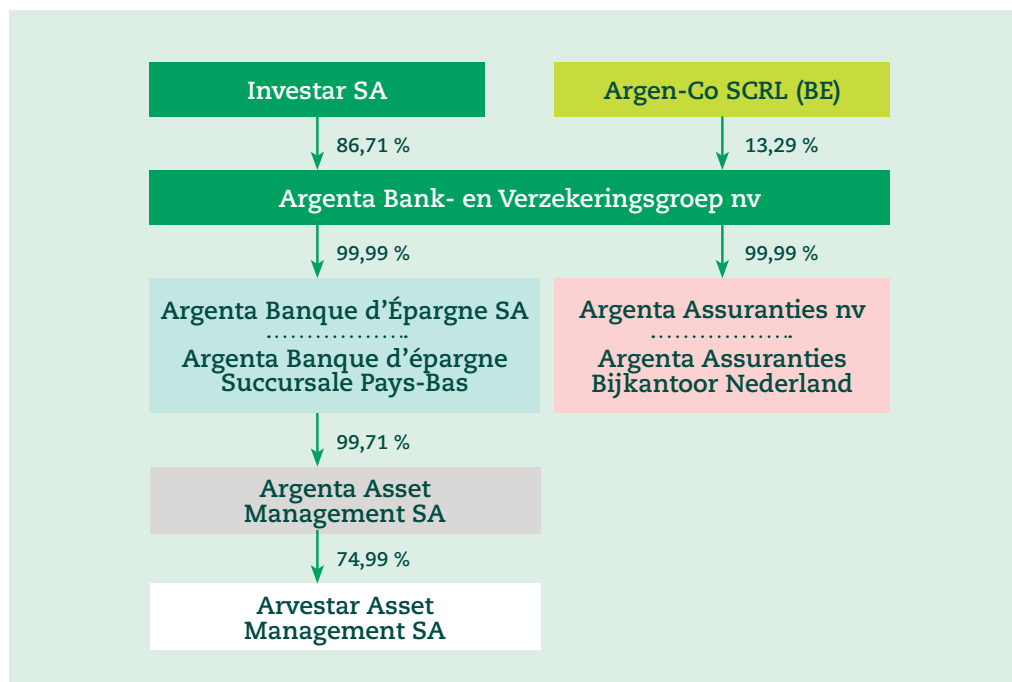 Investar SA
Argen-Co SCRL (BE)
86,71 %
13,29 %
Argenta Bank- en Verzekeringsgroep nv
99,99 %
99,99 %
Argenta Banque d’Épargne SA
Argenta Banque d'épargne
Succursale Pays-Bas
Argenta Assuranties nv
Argenta Assuranties
Bijkantoor Nederland
99,71 %
Argenta Asset
Management SA
74,99 %
Arvestar Asset
Management SA